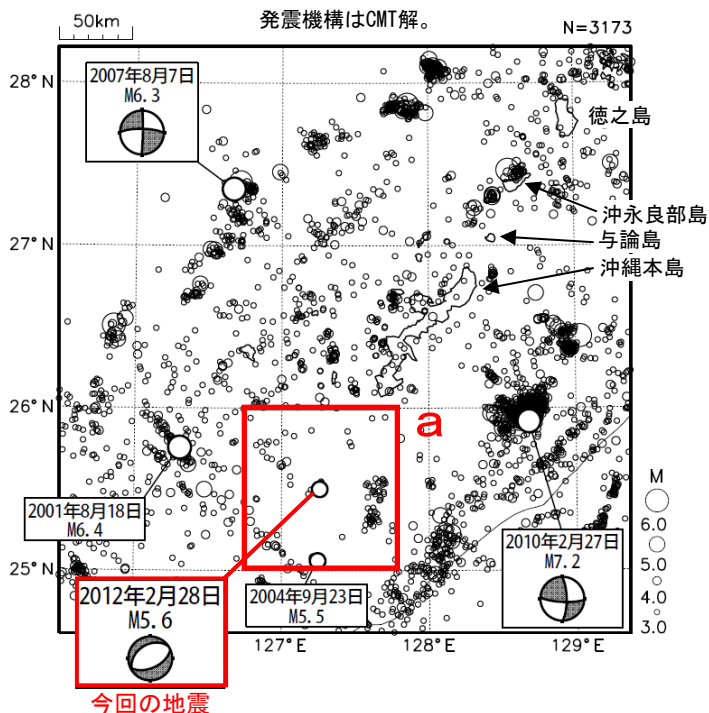 50km
発震機構はCMT解。
N=3173
28°N
2007年8月7日
M6.3
徳之島
沖永良部島
与論島
沖縄本島
27°N
26°N
a
M
6.0
5.0
4.0
3.0
2001年8月18日
M6.4
2010年2月27日
M7.2
25°N
2012年2月28日
M5.6
2004年9月23日
M5.5
127°E
128°E
129°E
今回の地震